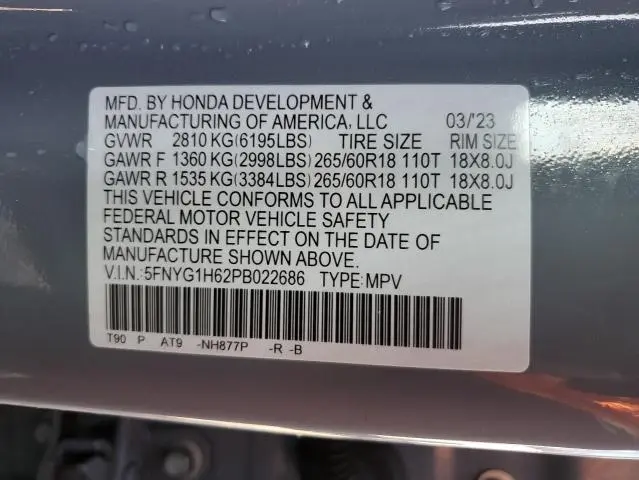 MFD. BY HONDA DEVELOPMENT &
MANUFACTURING OF AMERICA, LLC 03/'23
GVWR 2810 KG(6195LBS) TIRE SIZE RIM SIZE
GAWR F 1360 KG(2998LBS) 265/60R18 110T 18X8.0J
GAWR R 1535 KG(3384LBS) 265/60R18 110T 18X8.0J
THIS VEHICLE CONFORMS TO ALL APPLICABLE
FEDERAL MOTOR VEHICLE SAFETY
STANDARDS IN EFFECT ON THE DATE OF
MANUFACTURE SHOWN ABOVE.
V.I.N.:5FNYG1H62PB022686 TYPE:MPV
T90 P AT9 -NH877P -R -B